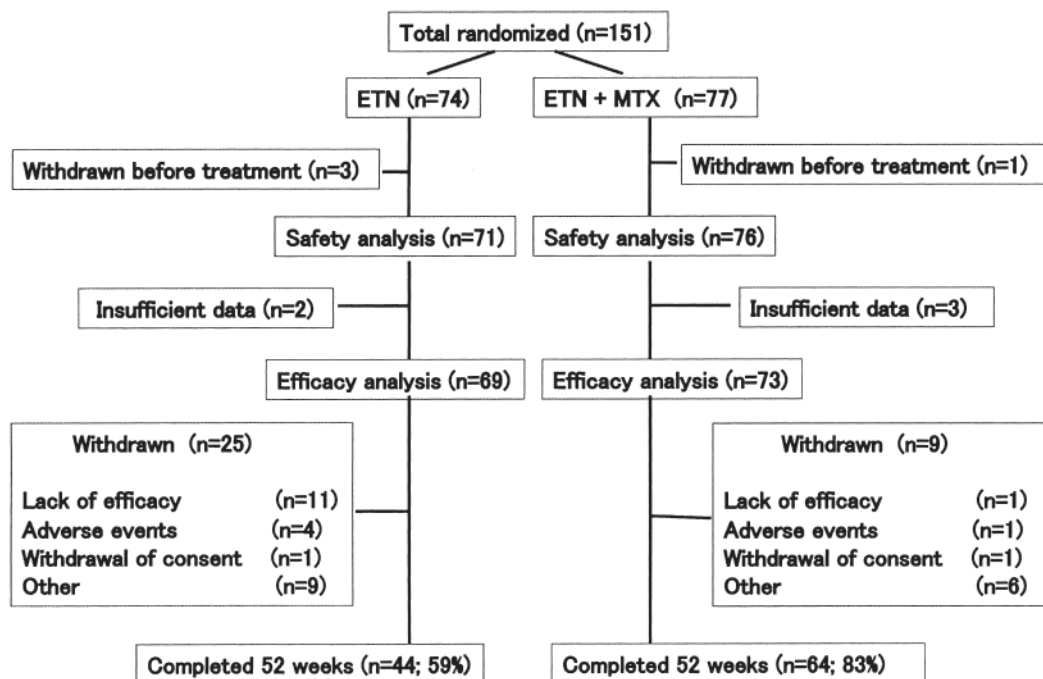 Total randomized (n=151)
ETN (n=74)
ETN + MTX (n=77)
Withdrawn before treatment (n=3)
Withdrawn before treatment (n=1)
Safety analysis (n=71)
Safety analysis (n=76)
Insufficient data (n=2)
Insufficient data (n=3)
Efficacy analysis (n=69)
Efficacy analysis (n=73)
Withdrawn (n=25)
Lack of efficacy (n=11)
Adverse events (n=4)
Withdrawal of consent (n=1)
Other (n=9)
Withdrawn (n=9)
Lack of efficacy (n=1)
Adverse events (n=1)
Withdrawal of consent (n=1)
Other (n=6)
Completed 52 weeks (n=44; 59%)
Completed 52 weeks (n=64; 83%)